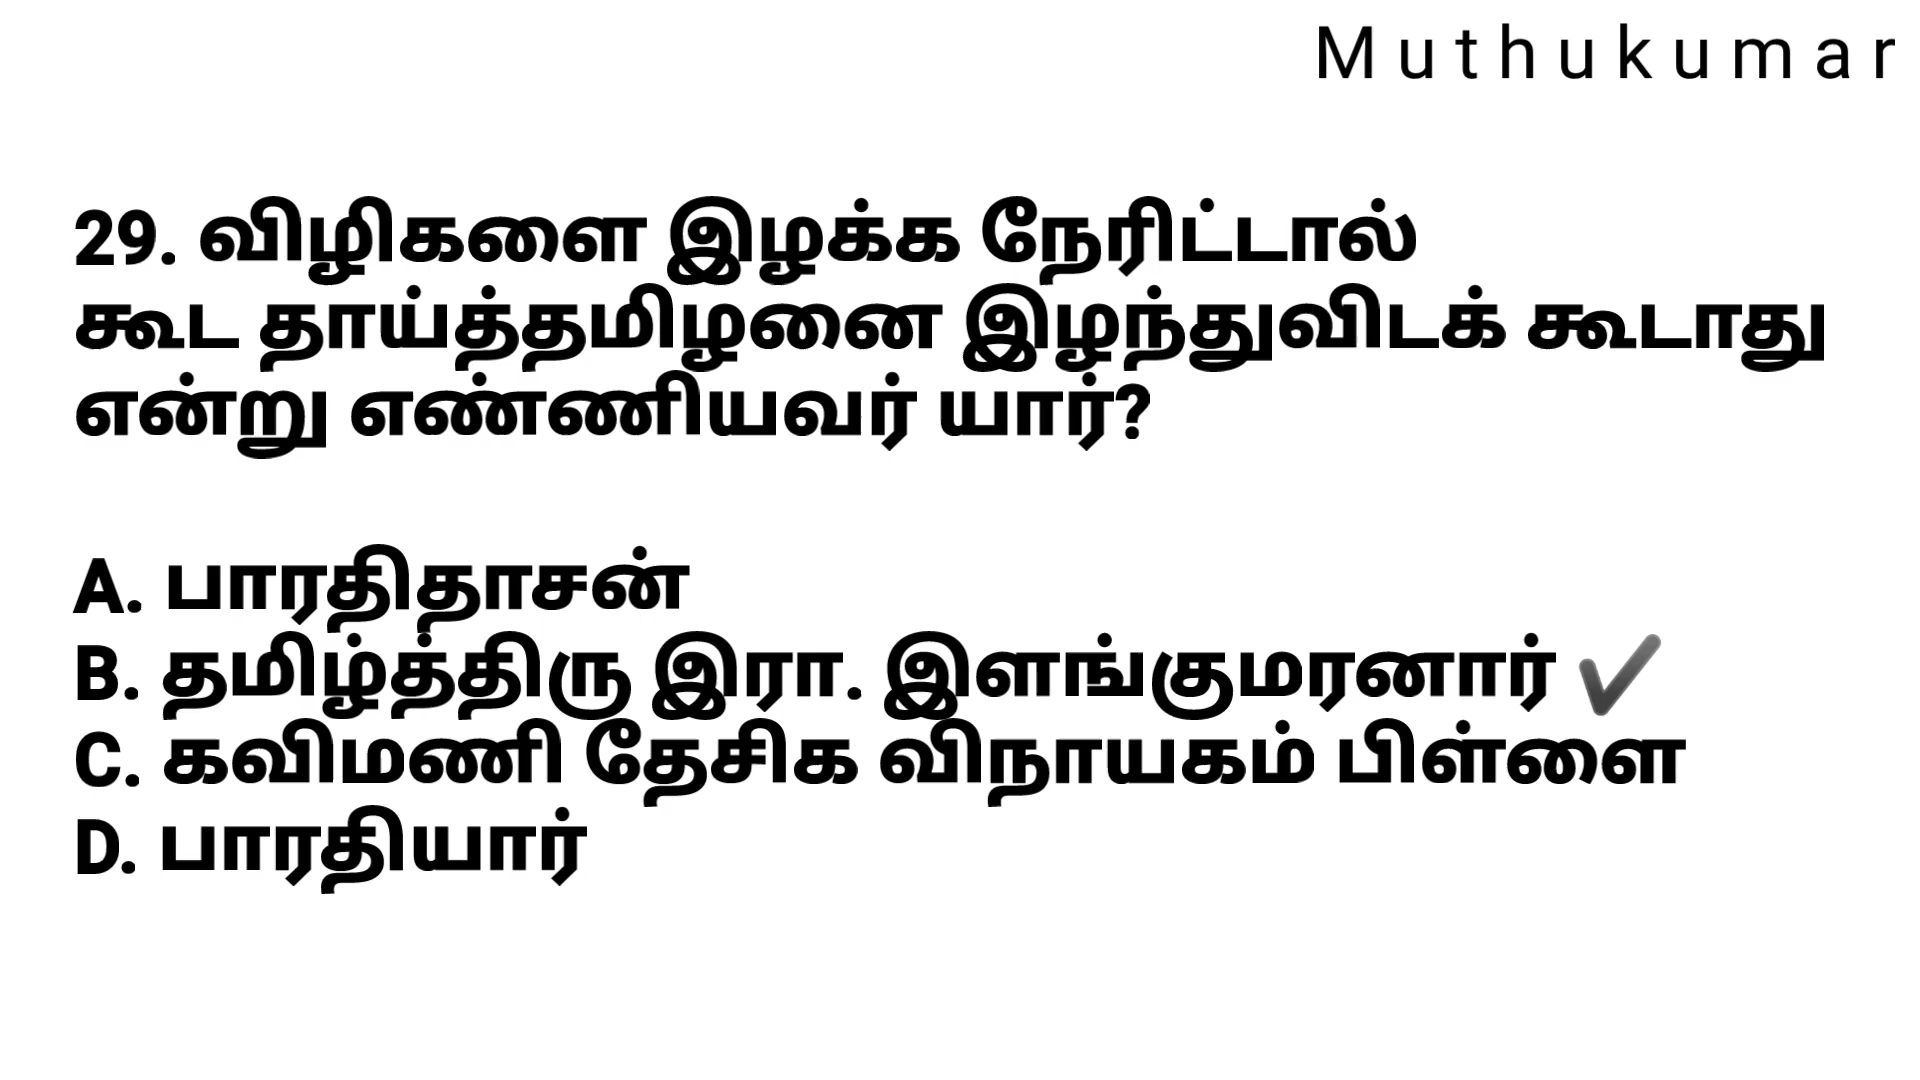 Muthukumar
29. விழிகளை இழக்க நேரிட்டால்
கூட தாய்த்தமிழனை இழந்துவிடக் கூடாது
என்று எண்ணியவர் யார்?
A. பாரதிதாசன்
B. தமிழ்த்திரு இரா. இளங்குமரனார் ✔
C. கவிமணி தேசிக விநாயகம் பிள்ளை
D. பாரதியார்